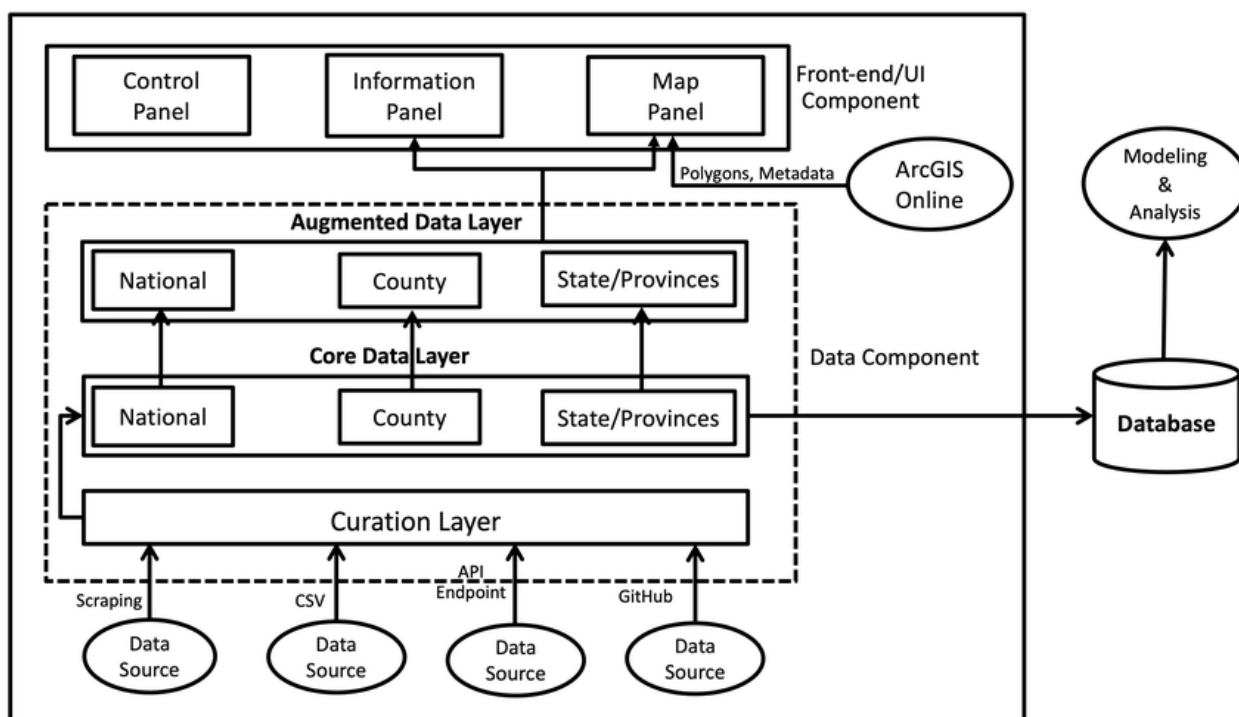 Control
Panel
Information
Panel
Map
Panel
Front-end/UI
Component
Polygons, Metadata
ArcGIS
Online
Modeling
&
Analysis
Augmented Data Layer
National
County
State/Provinces
Core Data Layer
Data Component
National
County
State/Provinces
Database
Curation Layer
Scraping
CSV
API
Endpoint
GitHub
Data
Source
Data
Source
Data
Source
Data
Source